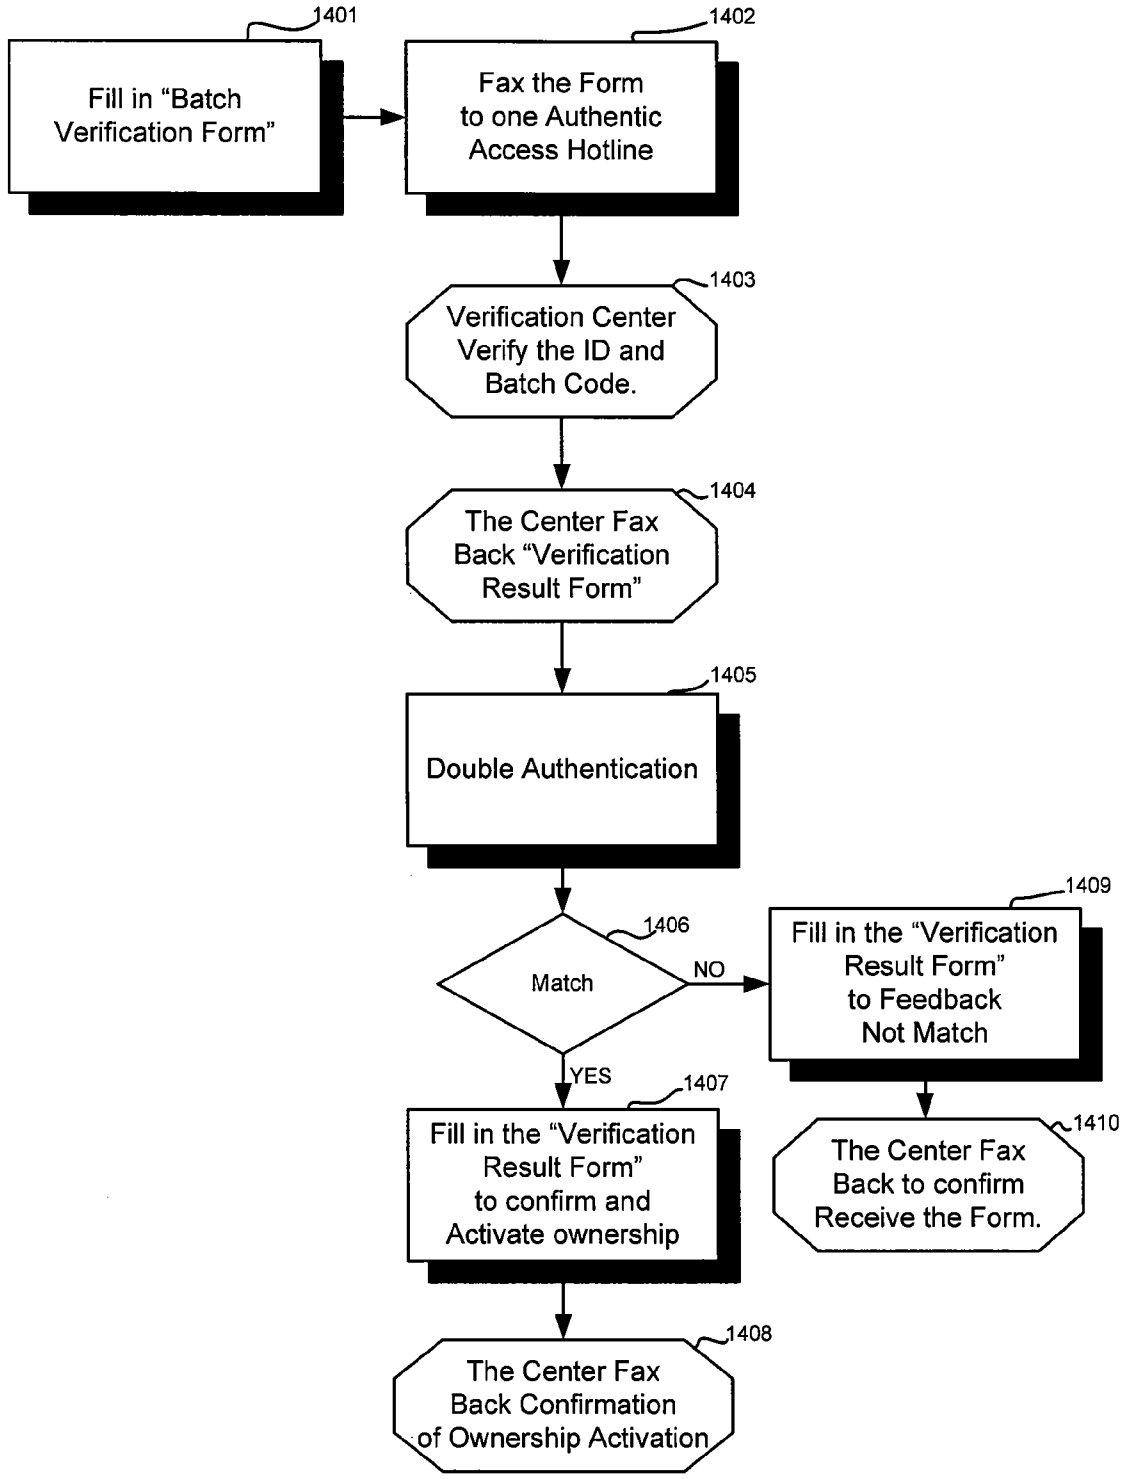 1401
Fill in “Batch
Verification Form”
1402
Fax the Form
to one Authentic
Access Hotline
1403
Verification Center
Verify the ID and
Batch Code.
1404
The Center Fax
Back “Verification
Result Form”
1405
Double Authentication
1406
Match
NO
YES
1409
Fill in the “Verification
Result Form”
to Feedback
Not Match
1407
Fill in the “Verification
Result Form”
to confirm and
Activate ownership
1410
The Center Fax
Back to confirm
Receive the Form.
1408
The Center Fax
Back Confirmation
of Ownership Activation